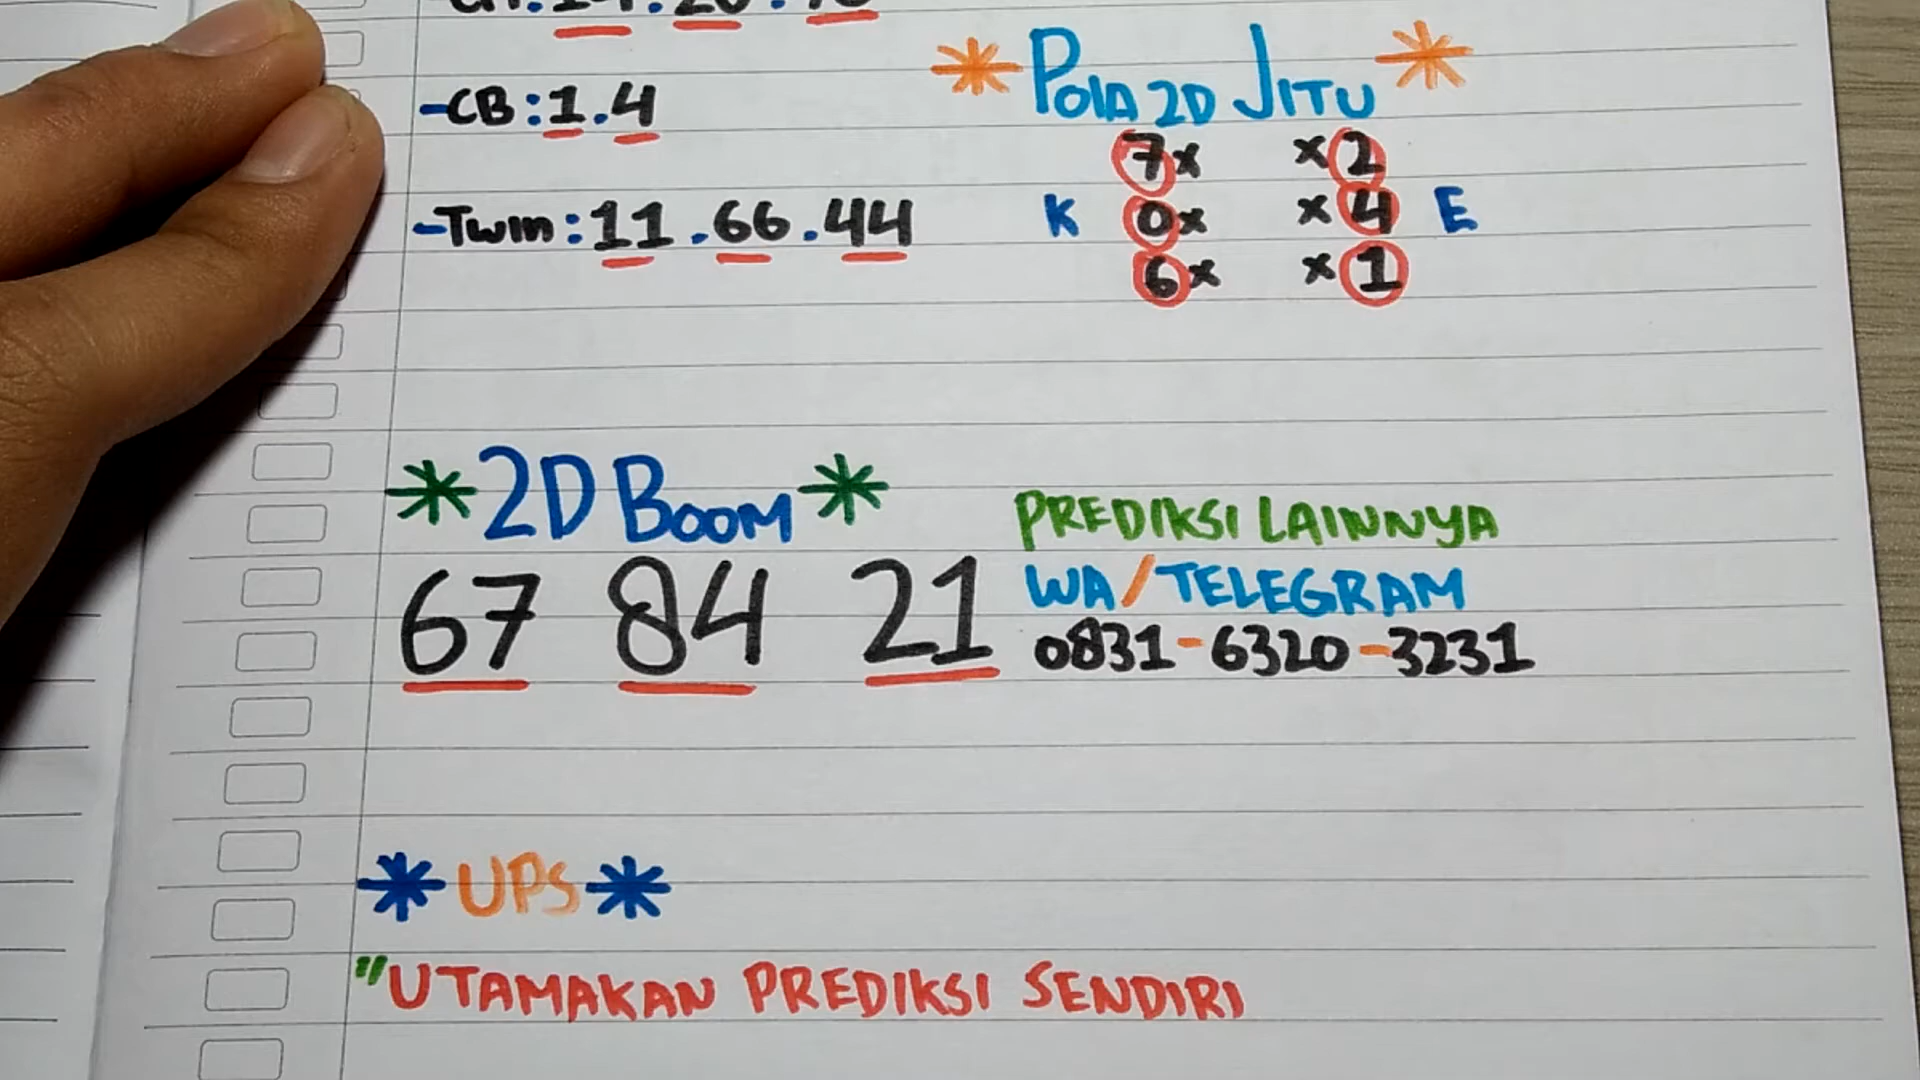 -CB:1.4
-Twin:11.66.44
*Pola 2D JITU*
7x x2
K 0x x4 E
6x x1
*2D BOOM*
67 84 21
PREDIKSI LAINNYA
WA/TELEGRAM
0831-6320-3231
*UPS*
"UTAMAKAN PREDIKSI SENDIRI